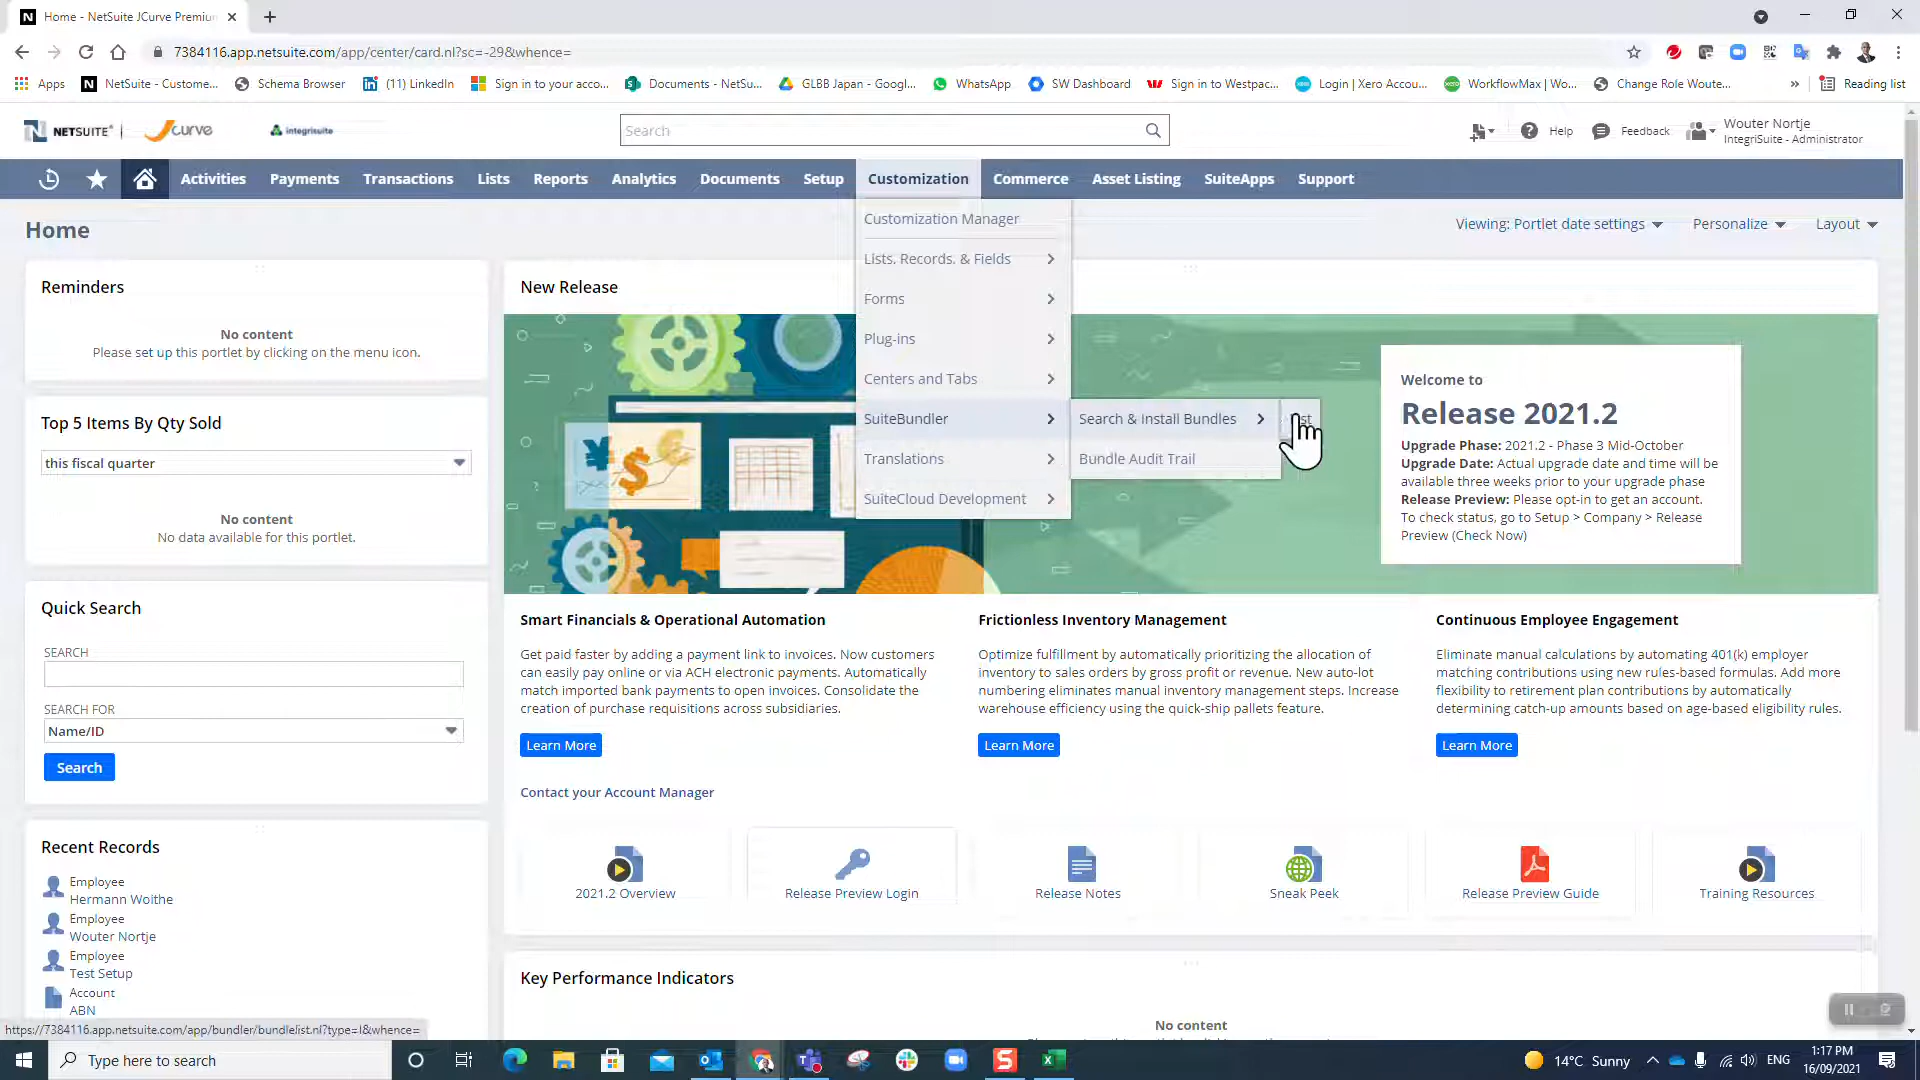 Home - NetSuite JCurve Premiu
7384116.app.netsuite.com/app/center/card.nl?sc=-29&whence=
Apps
NetSuite - Custome...
Schema Browser
(11) LinkedIn
Sign in to your acco...
Documents - NetSu...
GLBB Japan - Googl...
WhatsApp
SW Dashboard
Sign in to Westpac...
Login | Xero Accou...
WorkflowMax | Wo...
Change Role Woute...
»
Reading list
NETSUITE
Jcurve
integrisuite
Search
Help
Feedback
Wouter Nortje
IntegriSuite - Administrator
Activities
Payments
Transactions
Lists
Reports
Analytics
Documents
Setup
Customization
Commerce
Asset Listing
SuiteApps
Support
Home
Viewing: Portlet date settings
Personalize
Layout
Customization Manager
Lists, Records, & Fields
Forms
Plug-ins
Centers and Tabs
SuiteBundler
Translations
SuiteCloud Development
Search & Install Bundles
Bundle Audit Trail
Reminders
No content
Please set up this portlet by clicking on the menu icon.
Top 5 Items By Qty Sold
this fiscal quarter
No content
No data available for this portlet.
Quick Search
SEARCH
SEARCH FOR
Name/ID
Search
Recent Records
Employee
Hermann Woithe
Employee
Wouter Nortje
Employee
Test Setup
Account
ABN
New Release
Welcome to
Release 2021.2
Upgrade Phase: 2021.2 - Phase 3 Mid-October
Upgrade Date: Actual upgrade date and time will be
available three weeks prior to your upgrade phase
Release Preview: Please opt-in to get an account.
To check status, go to Setup > Company > Release
Preview (Check Now)
Smart Financials & Operational Automation
Get paid faster by adding a payment link to invoices. Now customers
can easily pay online or via ACH electronic payments. Automatically
match imported bank payments to open invoices. Consolidate the
creation of purchase requisitions across subsidiaries.
Learn More
Frictionless Inventory Management
Optimize fulfillment by automatically prioritizing the allocation of
inventory to sales orders by gross profit or revenue. New auto-lot
numbering eliminates manual inventory management steps. Increase
warehouse efficiency using the quick-ship pallets feature.
Learn More
Continuous Employee Engagement
Eliminate manual calculations by automating 401(k) employer
matching contributions using new rules-based formulas. Add more
flexibility to retirement plan contributions by automatically
determining catch-up amounts based on age-based eligibility rules.
Learn More
Contact your Account Manager
2021.2 Overview
Release Preview Login
Release Notes
Sneak Peek
Release Preview Guide
Training Resources
Key Performance Indicators
No content
https://7384116.app.netsuite.com/app/bundler/bundlelist.nl?type=I&whence=
Type here to search
14°C Sunny
ENG
1:17 PM
16/09/2021